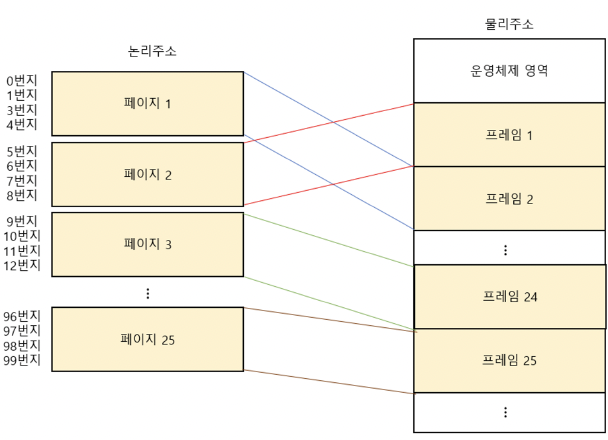 물리주소
논리주소
0번지
1번지
3번지
4번지
페이지 1
5번지
6번지
7번지
8번지
페이지 2
9번지
10번지
11번지
12번지
페이지 3
⋮
96번지
97번지
98번지
99번지
페이지 25
운영체제 영역
프레임 1
프레임 2
⋮
프레임 24
프레임 25
⋮